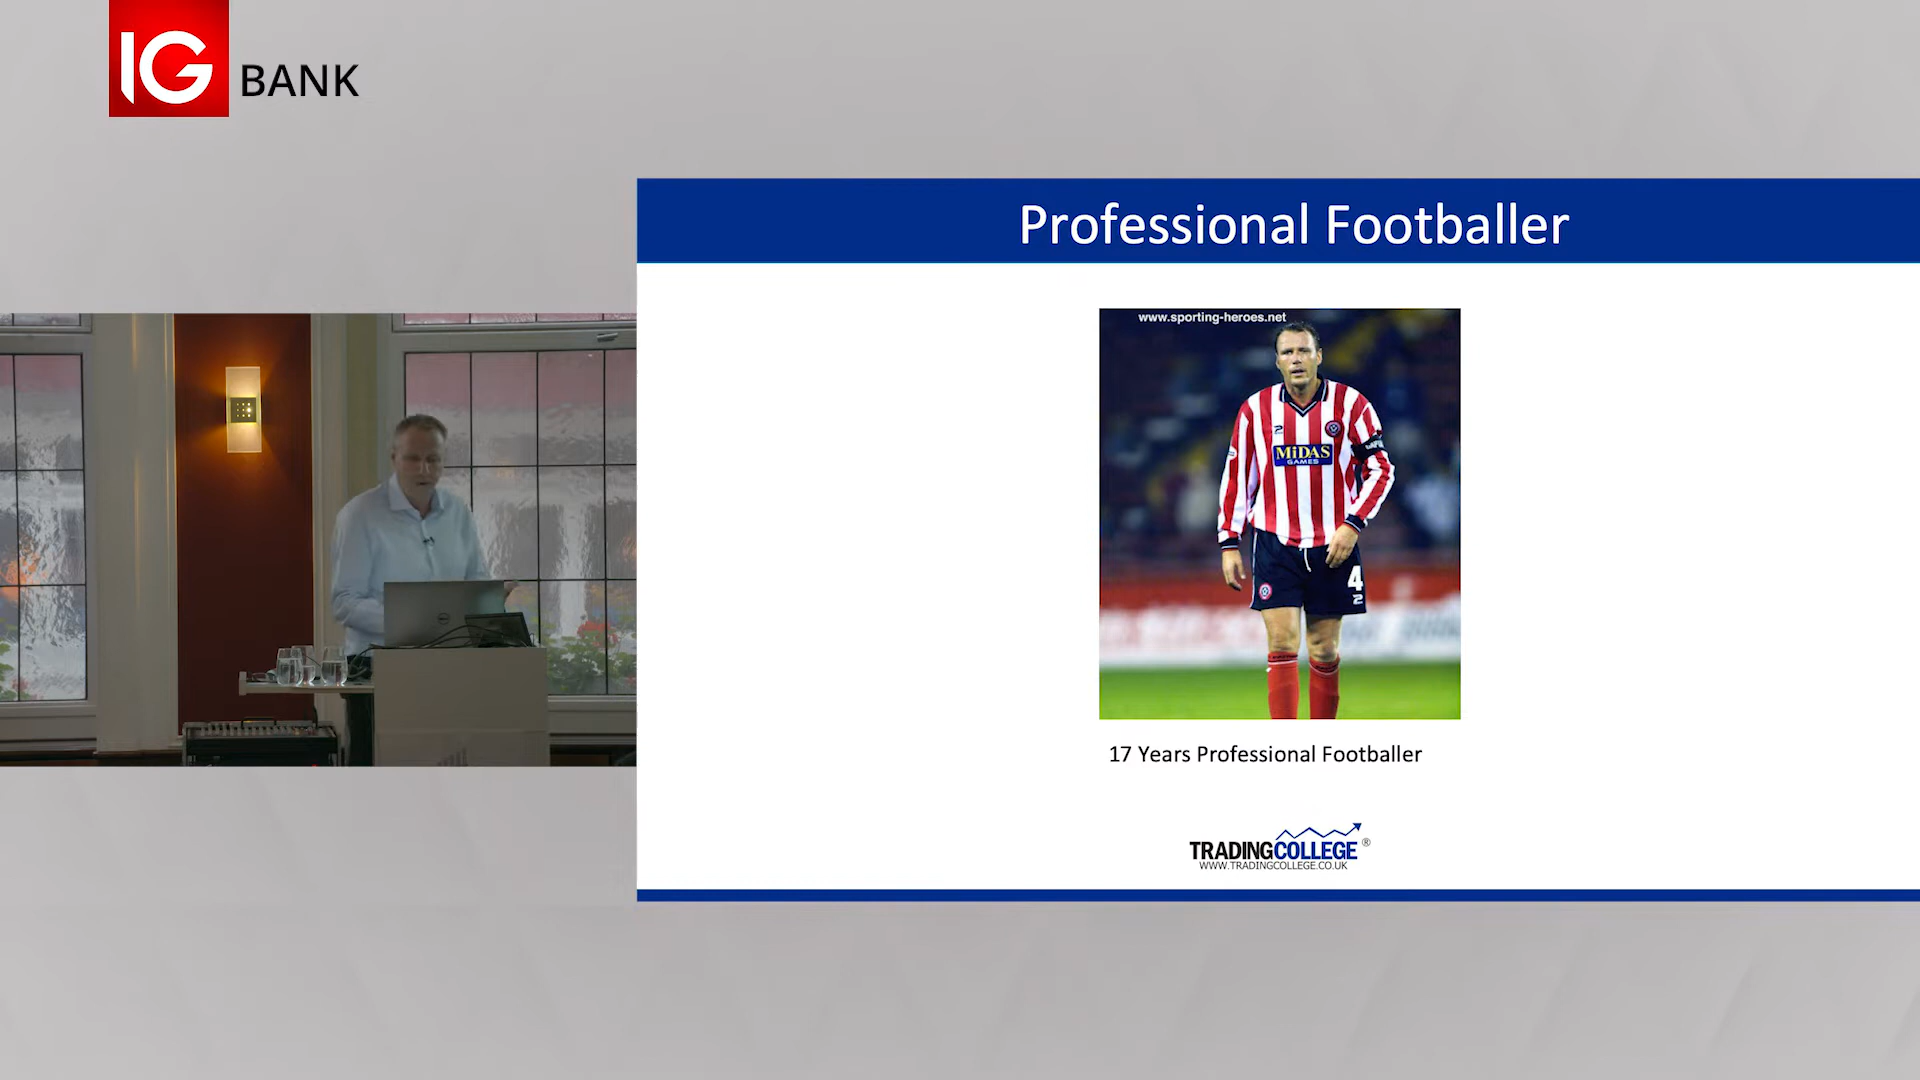 IG BANK
Professional Footballer
www.sporting-heroes.net
MiDAS
GAMES
4
17 Years Professional Footballer
TRADINGCOLLEGE ®
WWW.TRADINGCOLLEGE.CO.UK